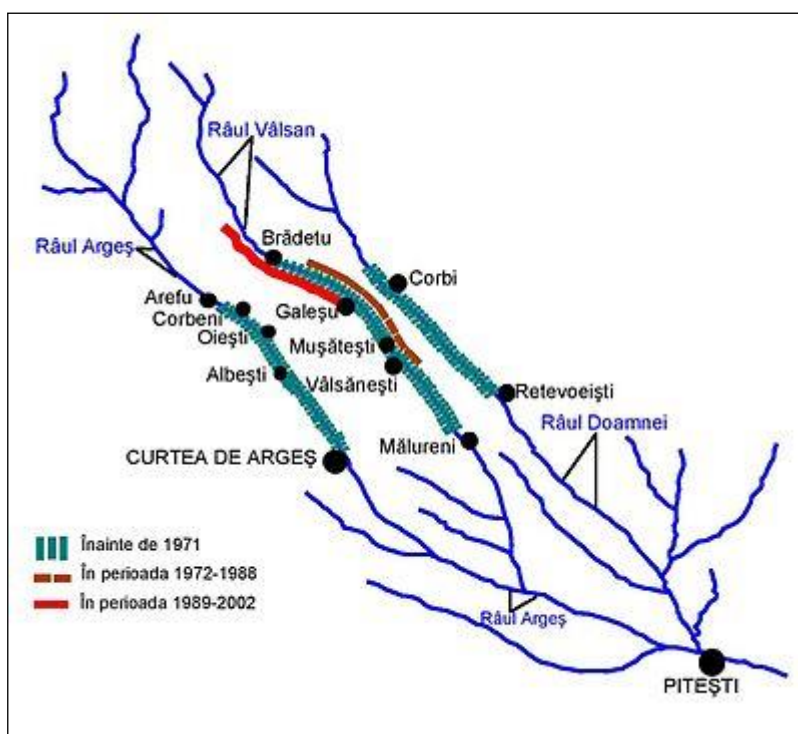 Râul Vâlsan
Râul Argeş
Brădetu
Corbi
Arefu
Corbeni
Oieşti
Galeşu
Muşăteşti
Albeşti
Vâlsăneşti
Retevoeişti
Râul Doamnei
Mălureni
CURTEA DE ARGEŞ
Înainte de 1971
În perioada 1972-1988
În perioada 1989-2002
Râul Argeş
PITEŞTI